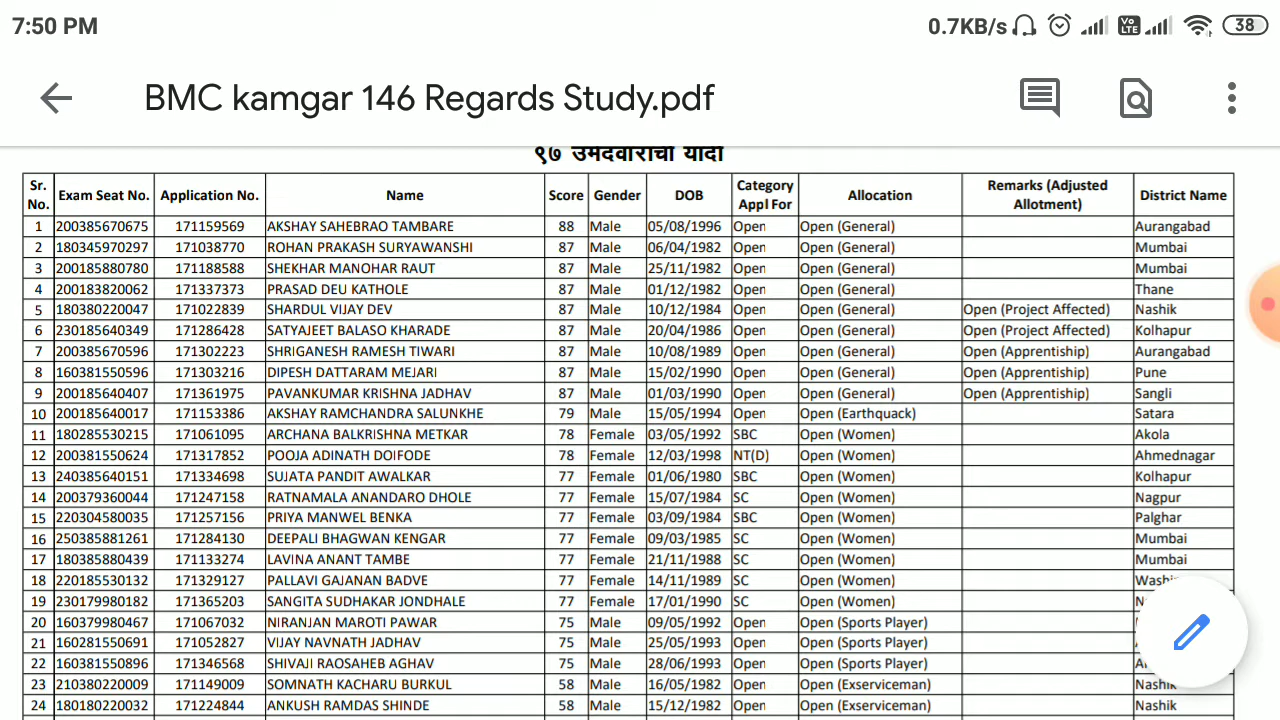 7:50 PM 0.7KB/s Vo LTE 38
BMC kamgar 146 Regards Study.pdf
९७ उमेदवारांची यादी
Sr. No. Exam Seat No. Application No. Name Score Gender DOB Category Appl For Allocation Remarks (Adjusted Allotment) District Name
1 200385670675 171159569 AKSHAY SAHEBRAO TAMBARE 88 Male 05/08/1996 Open Open (General) Aurangabad
2 180345970297 171038770 ROHAN PRAKASH SURYAWANSHI 87 Male 06/04/1982 Open Open (General) Mumbai
3 200185880780 171188588 SHEKHAR MANOHAR RAUT 87 Male 25/11/1982 Open Open (General) Mumbai
4 200183820062 171337373 PRASAD DEU KATHOLE 87 Male 01/12/1982 Open Open (General) Thane
5 180380220047 171022839 SHARDUL VIJAY DEV 87 Male 10/12/1984 Open Open (General) Open (Project Affected) Nashik
6 230185640349 171286428 SATYAJEET BALASO KHARADE 87 Male 20/04/1986 Open Open (General) Open (Project Affected) Kolhapur
7 200385670596 171302223 SHRIGANESH RAMESH TIWARI 87 Male 10/08/1989 Open Open (General) Open (Apprentiship) Aurangabad
8 160381550596 171303216 DIPESH DATTARAM MEJARI 87 Male 15/02/1990 Open Open (General) Open (Apprentiship) Pune
9 200185640407 171361975 PAVANKUMAR KRISHNA JADHAV 87 Male 01/03/1990 Open Open (General) Open (Apprentiship) Sangli
10 200185640017 171153386 AKSHAY RAMCHANDRA SALUNKHE 79 Male 15/05/1994 Open Open (Earthquack) Satara
11 180285530215 171061095 ARCHANA BALKRISHNA METKAR 78 Female 03/05/1992 SBC Open (Women) Akola
12 200381550624 171317852 POOJA ADINATH DOIFODE 78 Female 12/03/1998 NT(D) Open (Women) Ahmednagar
13 240385640151 171334698 SUJATA PANDIT AWALKAR 77 Female 01/06/1980 SBC Open (Women) Kolhapur
14 200379360044 171247158 RATNAMALA ANANDARO DHOLE 77 Female 15/07/1984 SC Open (Women) Nagpur
15 220304580035 171257156 PRIYA MANWEL BENKA 77 Female 03/09/1984 SBC Open (Women) Palghar
16 250385881261 171284130 DEEPALI BHAGWAN KENGAR 77 Female 09/03/1985 SC Open (Women) Mumbai
17 180385880439 171133274 LAVINA ANANT TAMBE 77 Female 21/11/1988 SC Open (Women) Mumbai
18 220185530132 171329127 PALLAVI GAJANAN BADVE 77 Female 14/11/1989 SC Open (Women)
19 230179980182 171365203 SANGITA SUDHAKAR JONDHALE 77 Female 17/01/1990 SC Open (Women)
20 160379980467 171067032 NIRANJAN MAROTI PAWAR 75 Male 09/05/1992 Open Open (Sports Player)
21 160281550691 171052827 VIJAY NAVNATH JADHAV 75 Male 25/05/1993 Open Open (Sports Player)
22 160381550896 171346568 SHIVAJI RAOSAHEB AGHAV 75 Male 28/06/1993 Open Open (Sports Player)
23 210380220009 171149009 SOMNATH KACHARU BURKUL 58 Male 16/05/1982 Open Open (Exserviceman) Nashik
24 180180220032 171224844 ANKUSH RAMDAS SHINDE 58 Male 15/12/1982 Open Open (Exserviceman) Nashik